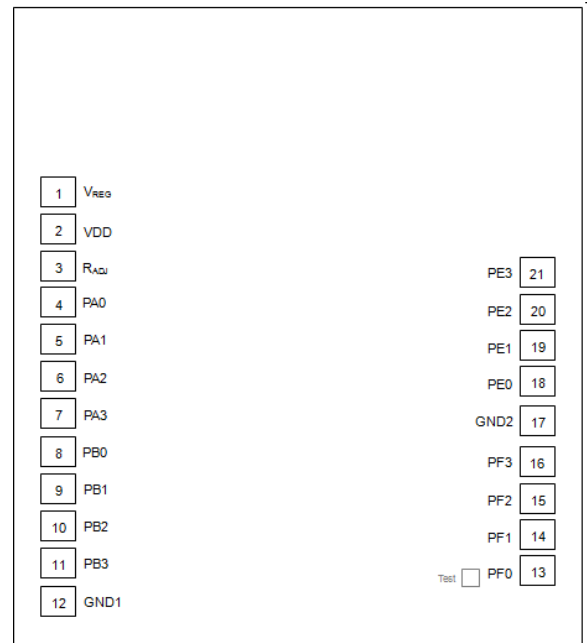 1 VREG
2 VDD
3 RADJ
4 PA0
5 PA1
6 PA2
7 PA3
8 PB0
9 PB1
10 PB2
11 PB3
12 GND1
PE3 21
PE2 20
PE1 19
PE0 18
GND2 17
PF3 16
PF2 15
PF1 14
Test PF0 13